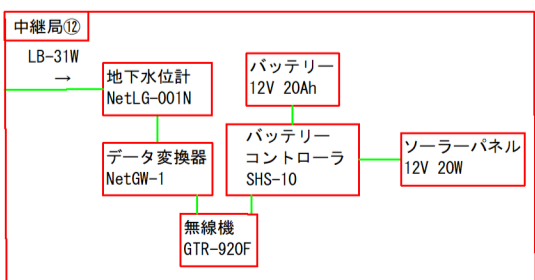 中継局⑫
LB-31W
→
地下水位計
NetLG-001N
バッテリー
12V 20Ah
データ変換器
NetGW-1
バッテリー
コントローラ
SHS-10
ソーラーパネル
12V 20W
無線機
GTR-920F